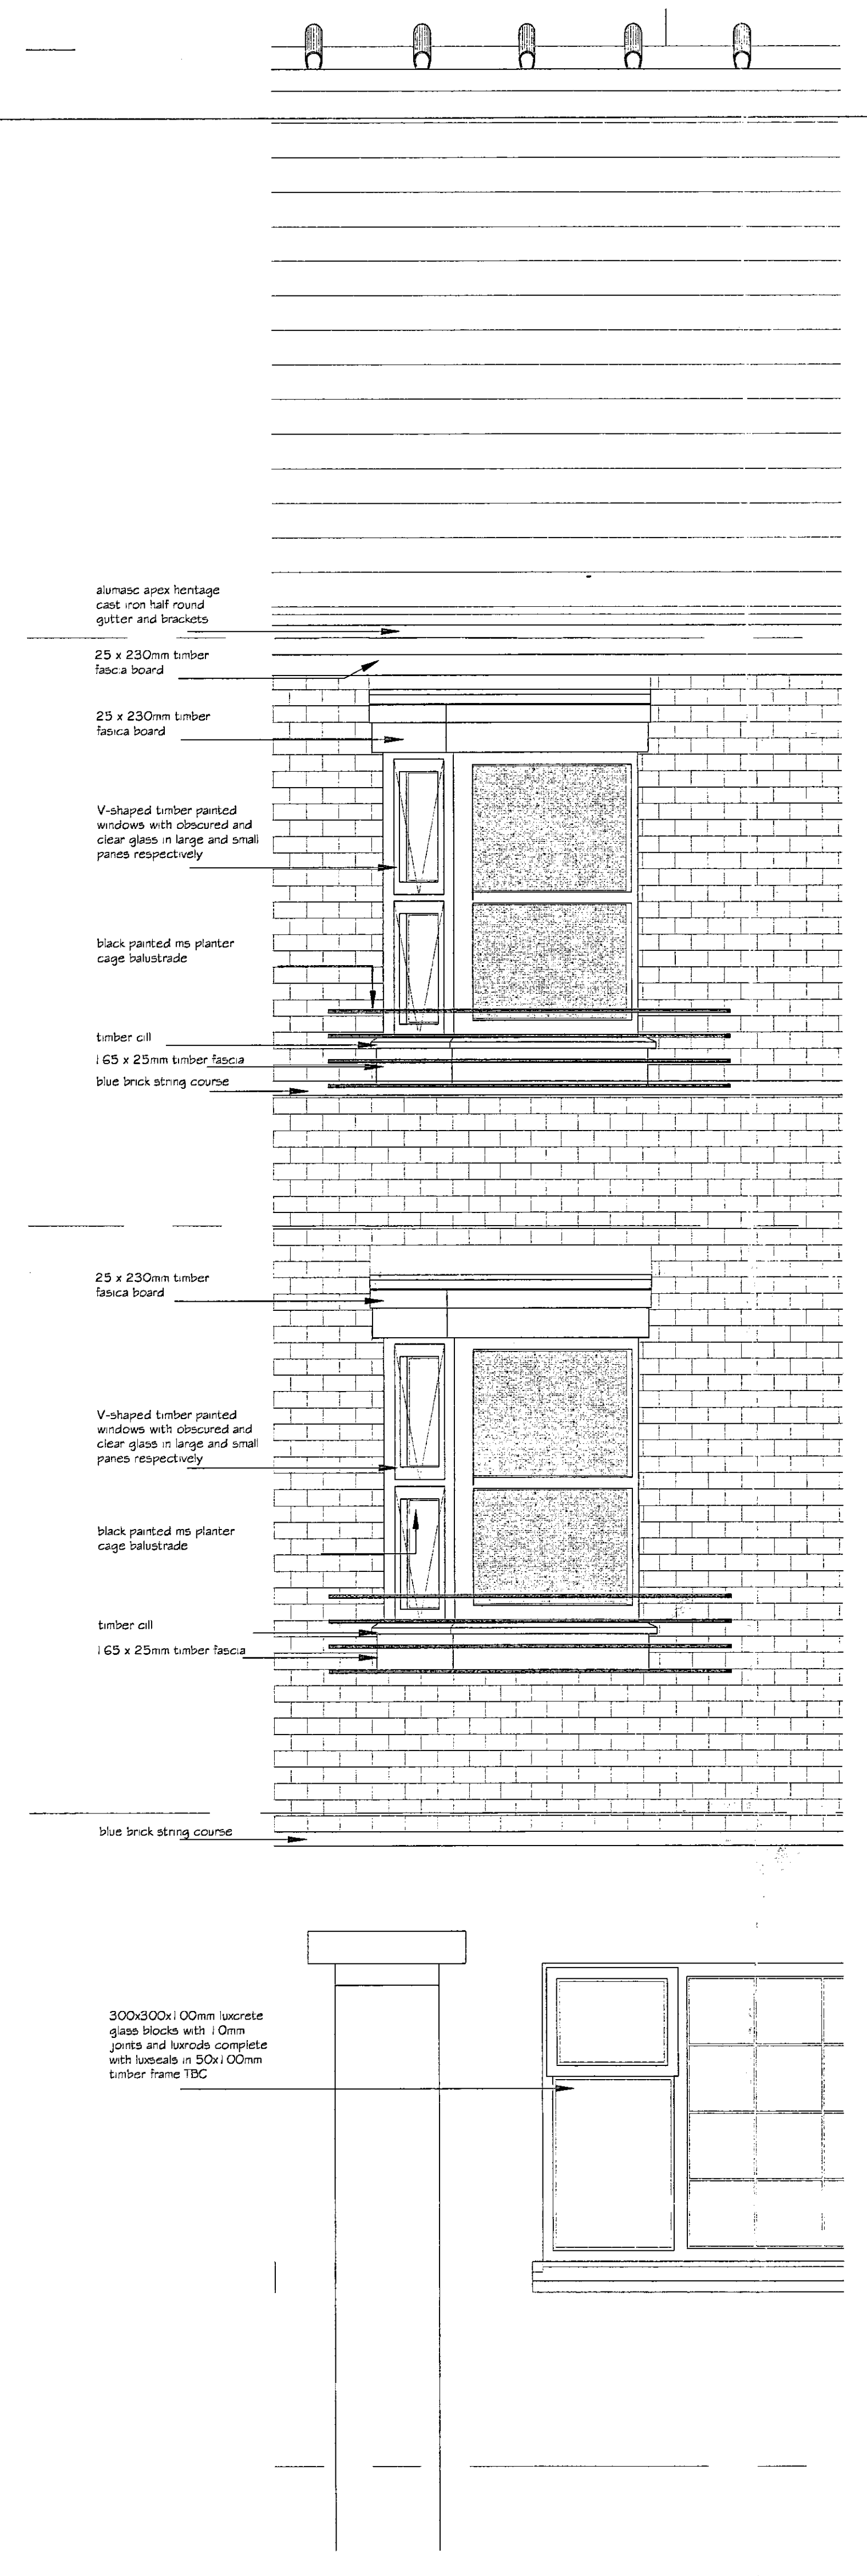 alumasc apex heritage
cast iron half round
gutter and brackets
25 x 230mm timber
fascia board
25 x 230mm timber
fasica board
V-shaped timber painted
windows with obscured and
clear glass in large and small
panes respectively
black painted ms planter
cage balustrade
timber cill
165 x 25mm timber fascia
blue brick string course
25 x 230mm timber
fasica board
V-shaped timber painted
windows with obscured and
clear glass in large and small
panes respectively
black painted ms planter
cage balustrade
timber cill
165 x 25mm timber fascia
blue brick string course
300x300x100mm luxcrete
glass blocks with 10mm
joints and luxrods complete
with luxseals in 50x100mm
timber frame TBC